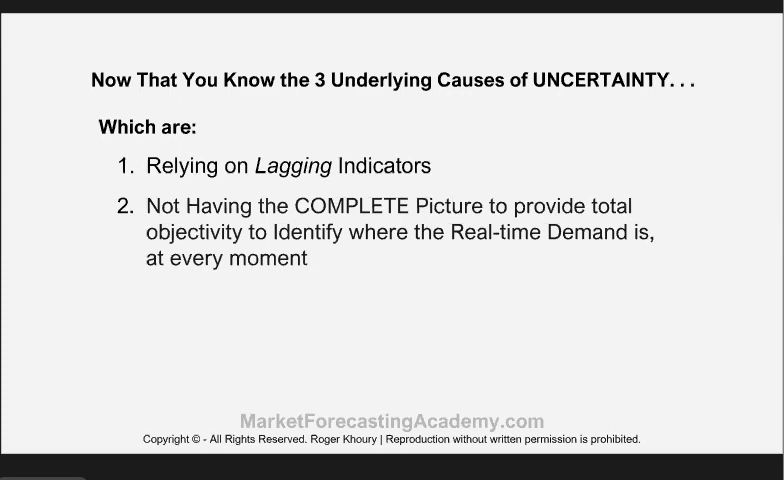 Now That You Know the 3 Underlying Causes of UNCERTAINTY. . .
Which are:
1. Relying on Lagging Indicators
2. Not Having the COMPLETE Picture to provide total
objectivity to Identify where the Real-time Demand is,
at every moment
MarketForecastingAcademy.com
Copyright © - All Rights Reserved. Roger Khoury | Reproduction without written permission is prohibited.